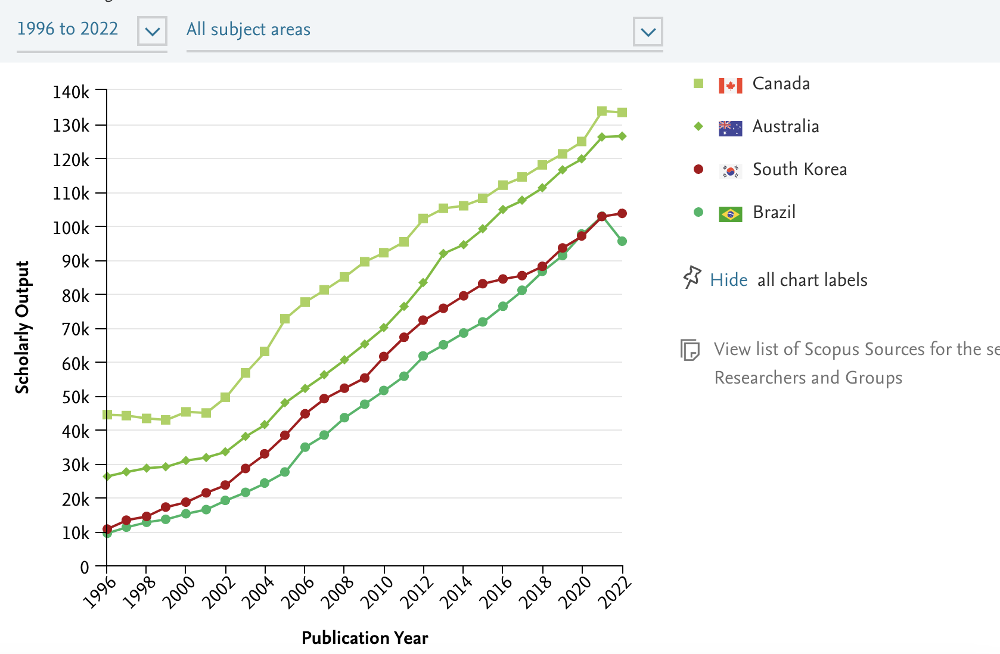 1996 to 2022
All subject areas
140k
130k
120k
110k
100k
90k
80k
70k
60k
50k
40k
30k
20k
10k
0
Scholarly Output
1996 1998 2000 2002 2004 2006 2008 2010 2012 2014 2016 2018 2020 2022
Publication Year
Canada
Australia
South Korea
Brazil
Hide all chart labels
View list of Scopus Sources for the se
Researchers and Groups